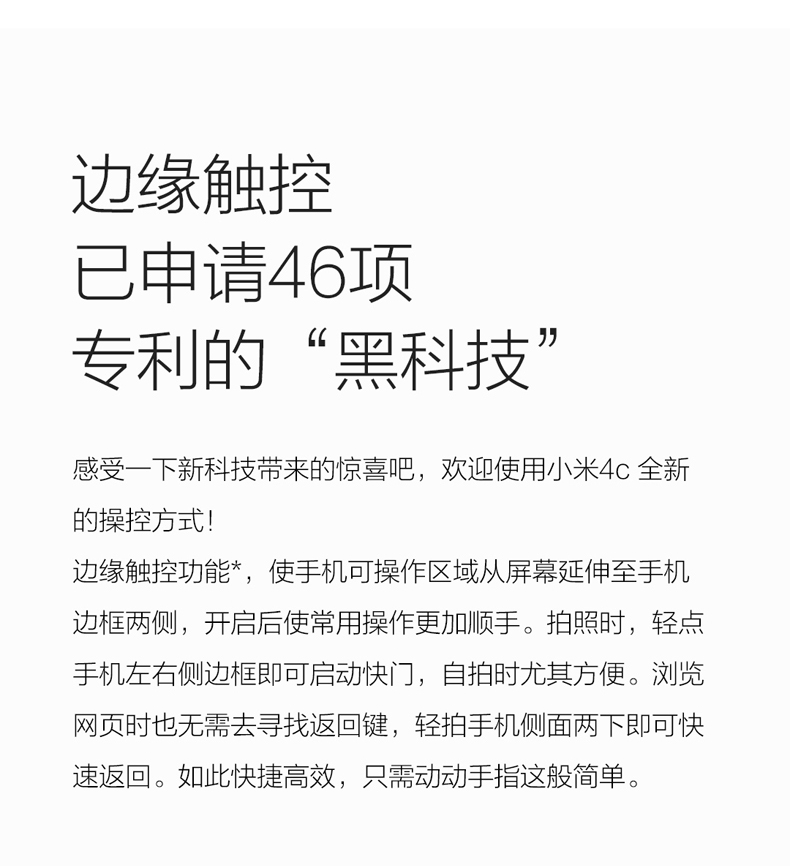 边缘触控
已申请46项
专利的“黑科技”
感受一下新科技带来的惊喜吧，欢迎使用小米4c 全新
的操控方式！
边缘触控功能*，使手机可操作区域从屏幕延伸至手机
边框两侧，开启后使常用操作更加顺手。拍照时，轻点
手机左右侧边框即可启动快门，自拍时尤其方便。浏览
网页时也无需去寻找返回键，轻拍手机侧面两下即可快
速返回。如此快捷高效，只需动动手指这般简单。